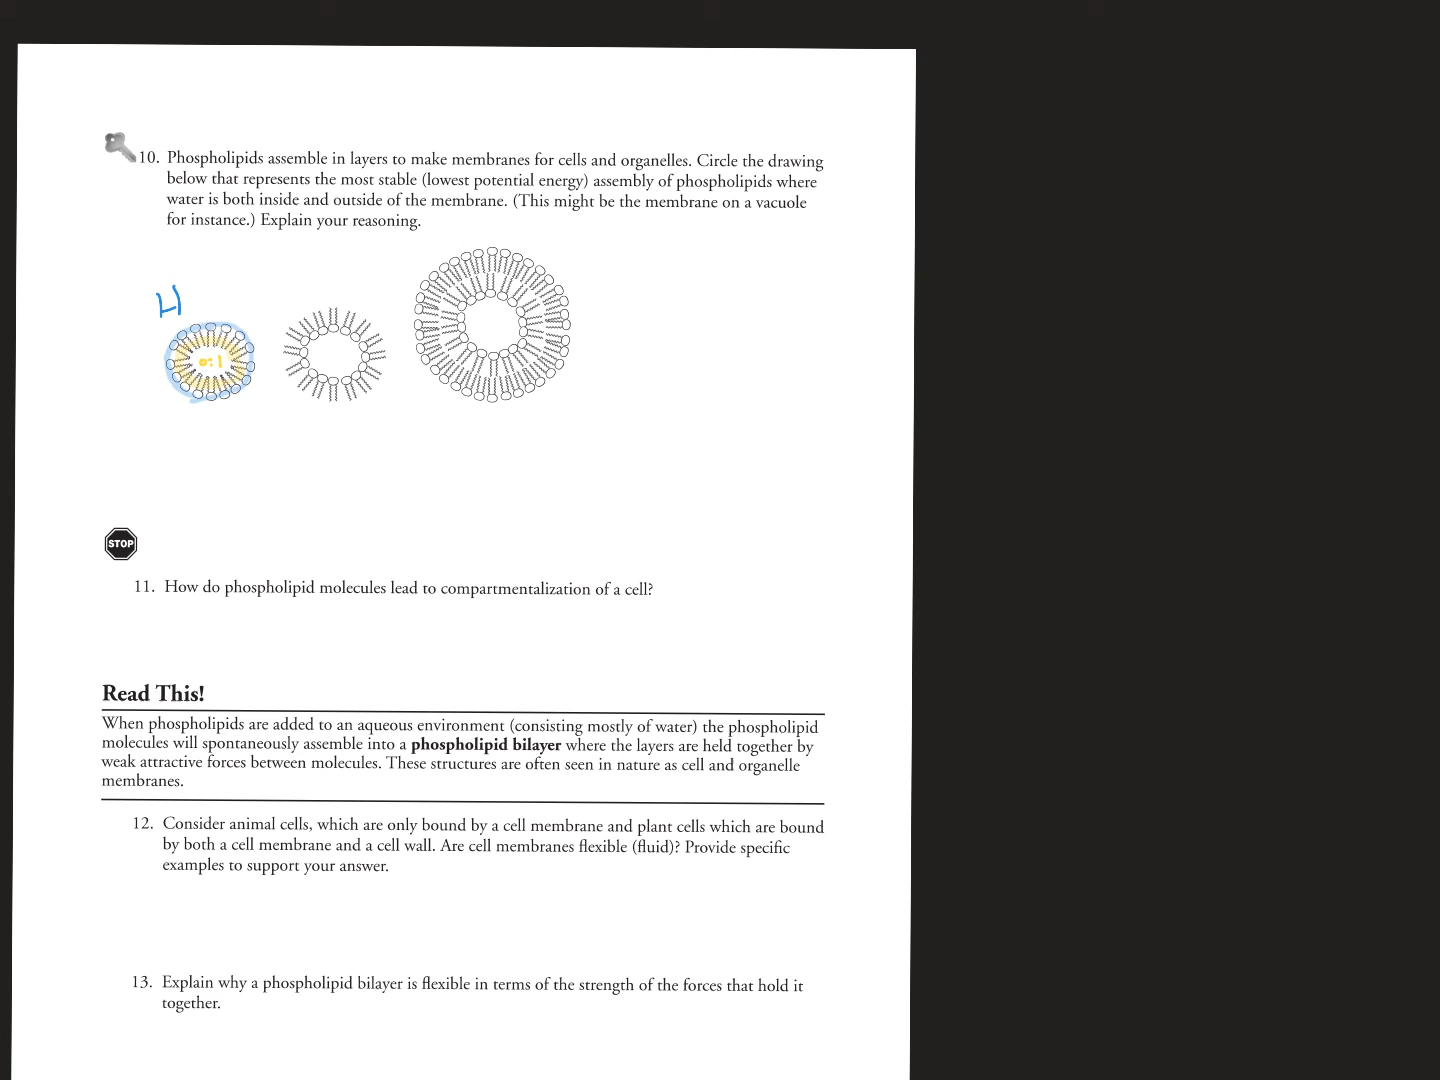 10. Phospholipids assemble in layers to make membranes for cells and organelles. Circle the drawing
below that represents the most stable (lowest potential energy) assembly of phospholipids where
water is both inside and outside of the membrane. (This might be the membrane on a vacuole
for instance.) Explain your reasoning.
oil
STOP
11. How do phospholipid molecules lead to compartmentalization of a cell?
Read This!
When phospholipids are added to an aqueous environment (consisting mostly of water) the phospholipid
molecules will spontaneously assemble into a phospholipid bilayer where the layers are held together by
weak attractive forces between molecules. These structures are often seen in nature as cell and organelle
membranes.
12. Consider animal cells, which are only bound by a cell membrane and plant cells which are bound
by both a cell membrane and a cell wall. Are cell membranes flexible (fluid)? Provide specific
examples to support your answer.
13. Explain why a phospholipid bilayer is flexible in terms of the strength of the forces that hold it
together.